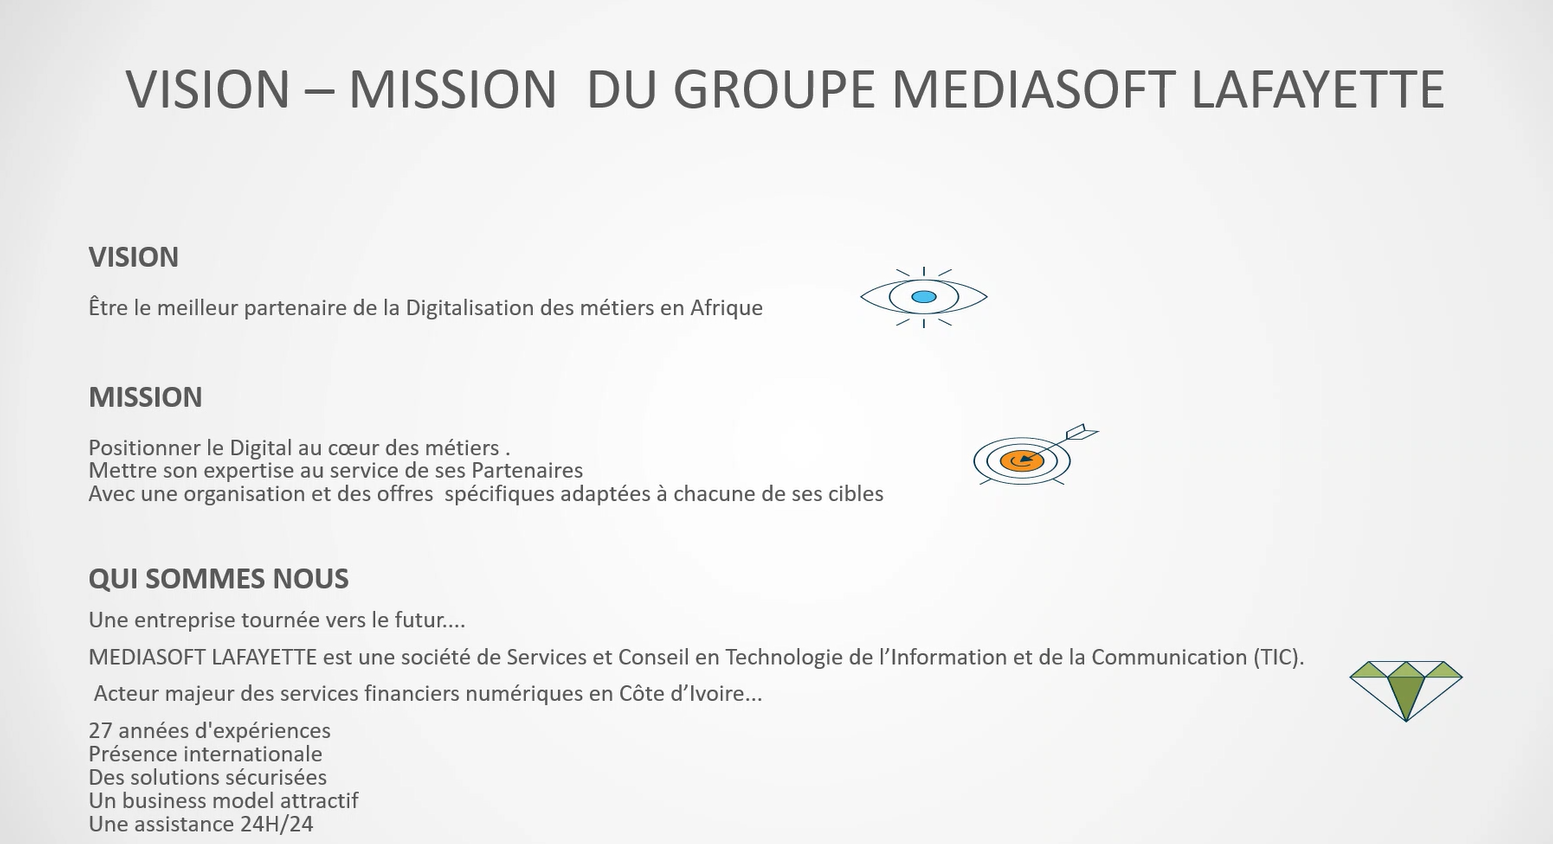 VISION – MISSION  DU GROUPE MEDIASOFT LAFAYETTE
VISION
Être le meilleur partenaire de la Digitalisation des métiers en Afrique
MISSION
Positionner le Digital au cœur des métiers .
Mettre son expertise au service de ses Partenaires
Avec une organisation et des offres  spécifiques adaptées à chacune de ses cibles
QUI SOMMES NOUS
Une entreprise tournée vers le futur....
MEDIASOFT LAFAYETTE est une société de Services et Conseil en Technologie de l’Information et de la Communication (TIC).
Acteur majeur des services financiers numériques en Côte d’Ivoire...
27 années d'expériences
Présence internationale
Des solutions sécurisées
Un business model attractif
Une assistance 24H/24